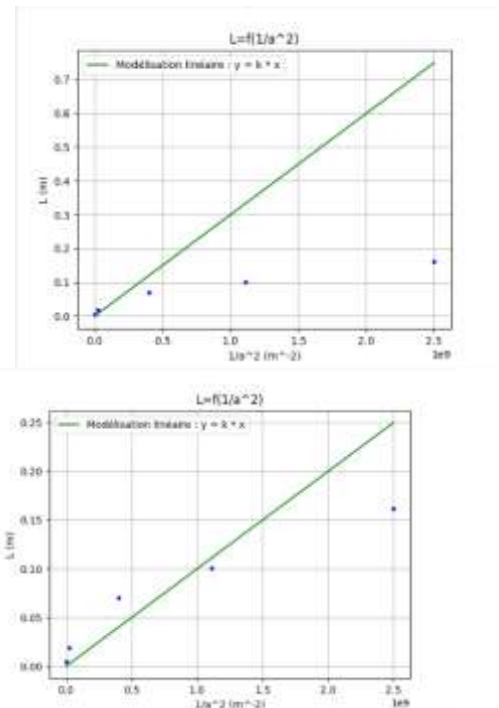 L=f(1/a^2)
Modélisation linéaire : y = k * x
0.7
0.6
0.5
0.4
0.3
0.2
0.1
0.0
L (m)
0.0 0.5 1.0 1.5 2.0 2.5
1/a^2 (m^-2)
1e9
L=f(1/a^2)
Modélisation linéaire : y = k * x
0.25
0.20
0.15
0.10
0.05
0.00
L (m)
0.0 0.5 1.0 1.5 2.0 2.5
1/a^2 (m^-2)
1e9